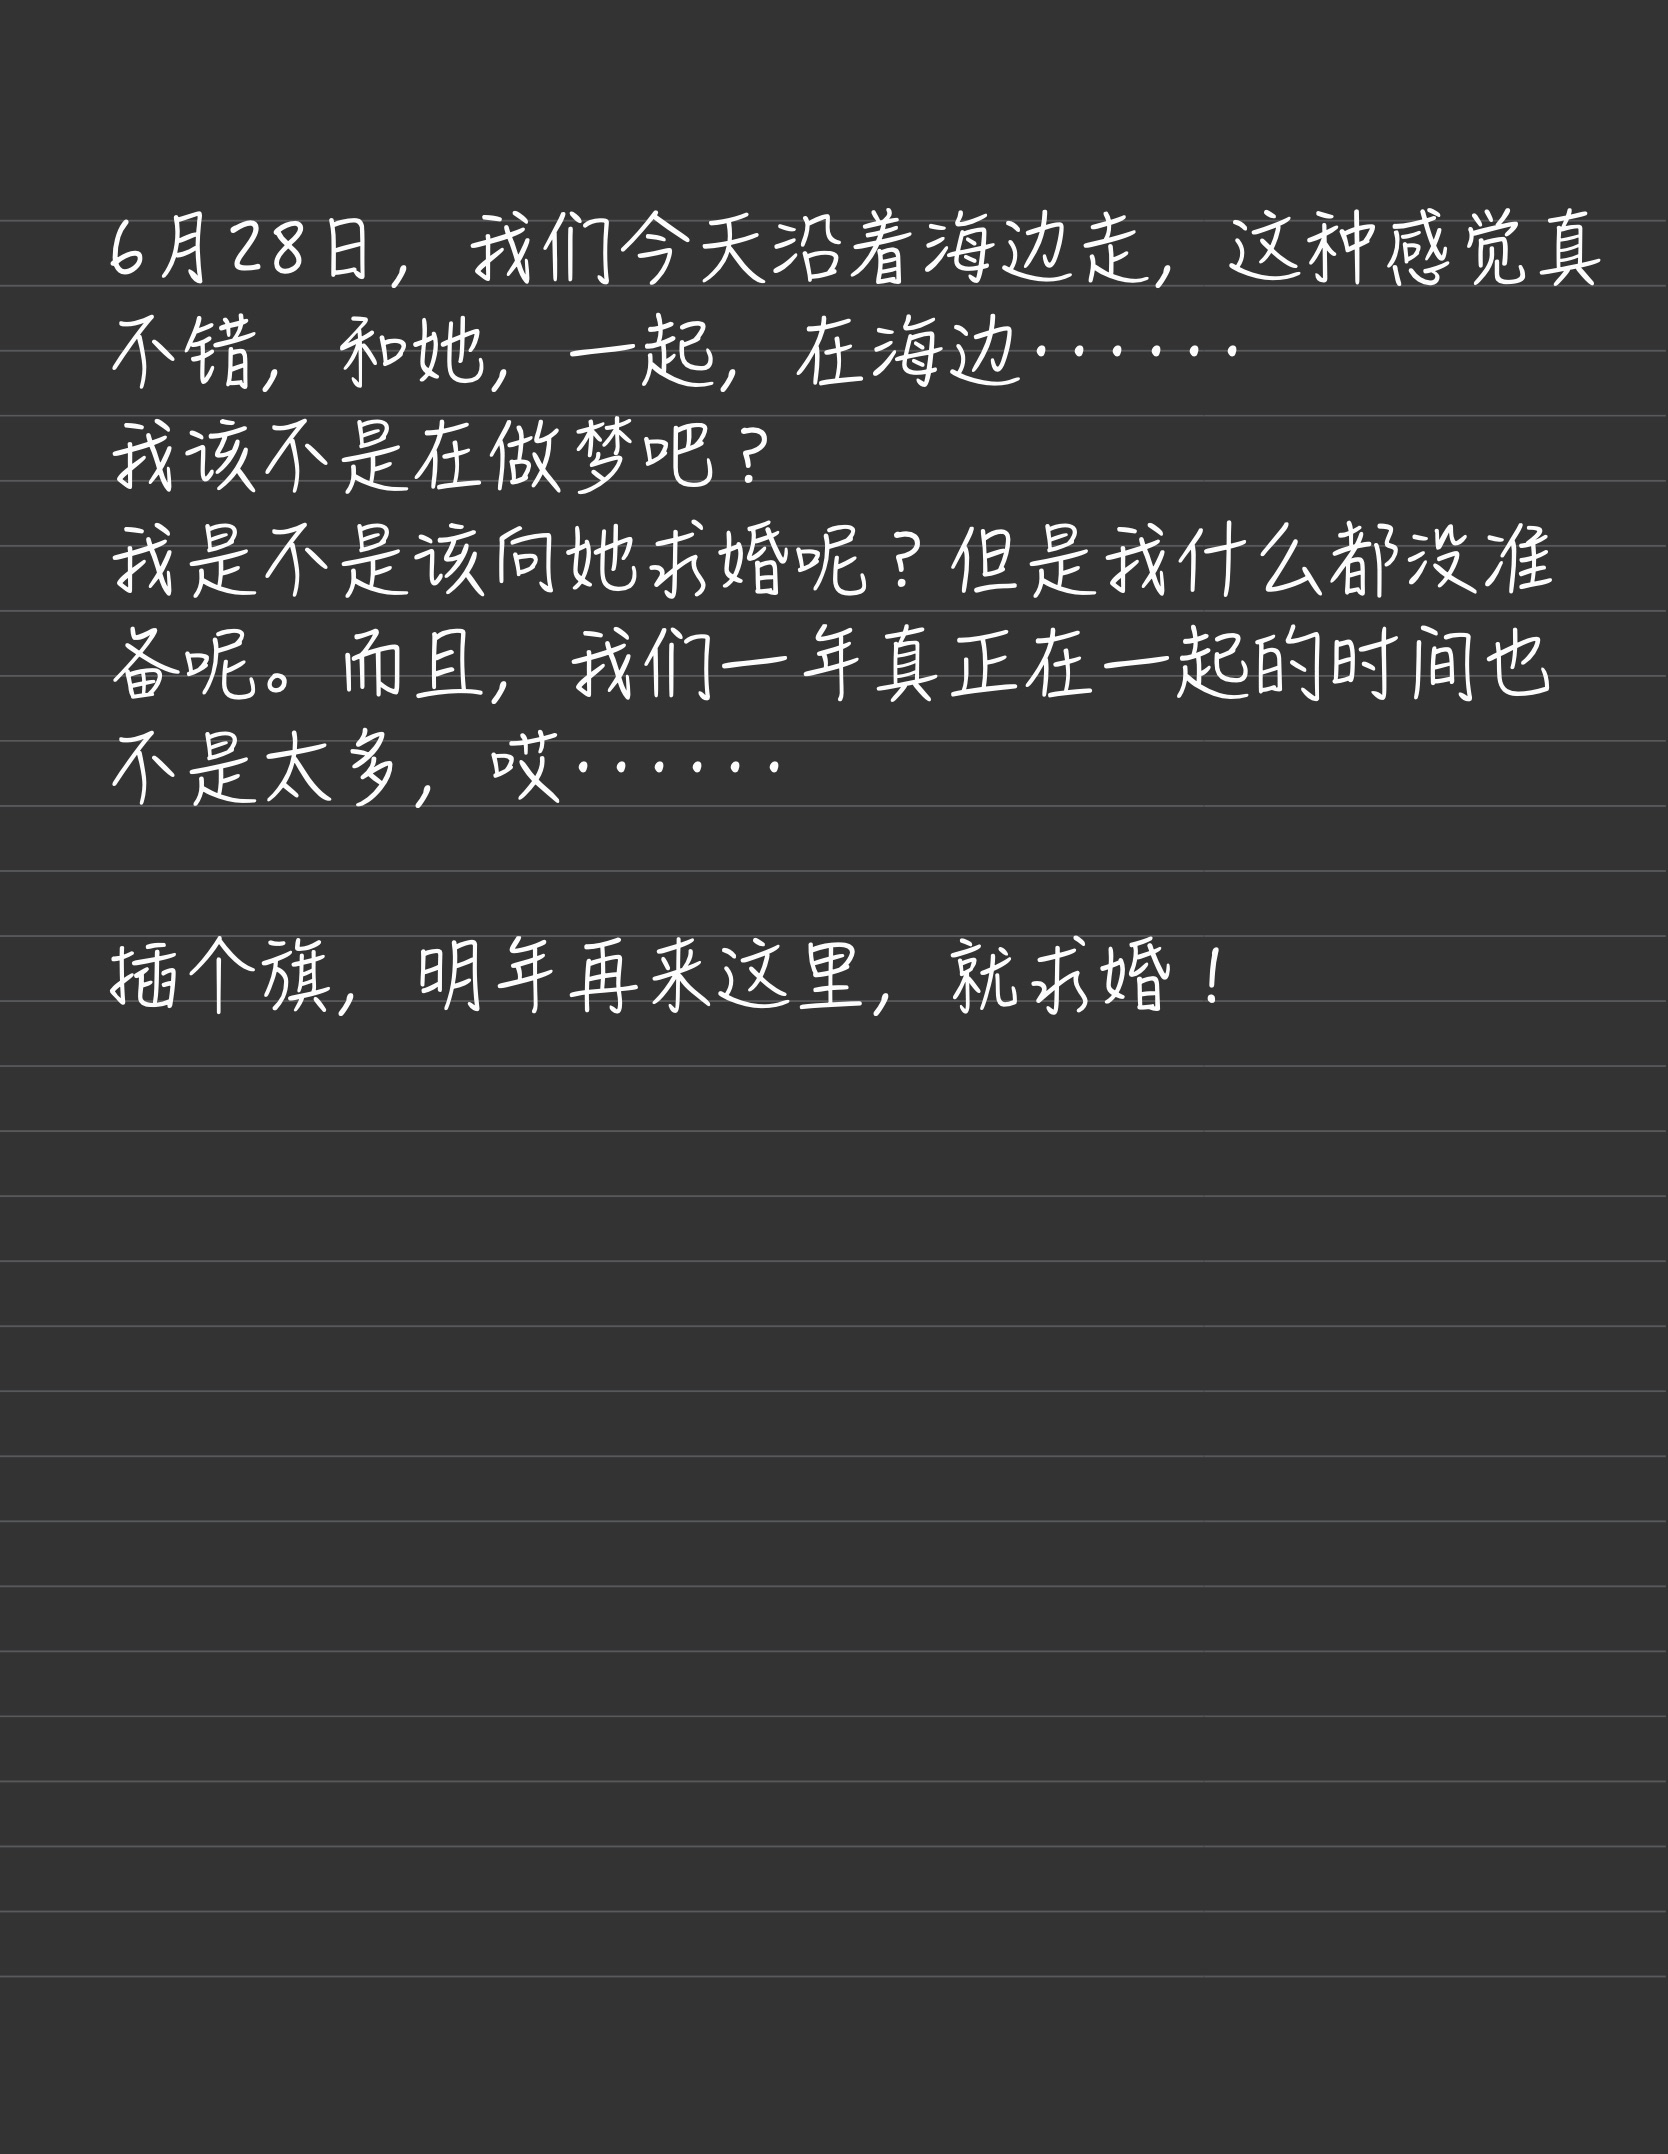 6月28日，我们今天沿着海边走，这种感觉真
不错，和她，一起，在海边……
我该不是在做梦吧？
我是不是该向她求婚呢？但是我什么都没准
备呢。而且，我们一年真正在一起的时间也
不是太多，哎……
插个旗，明年再来这里，就求婚！